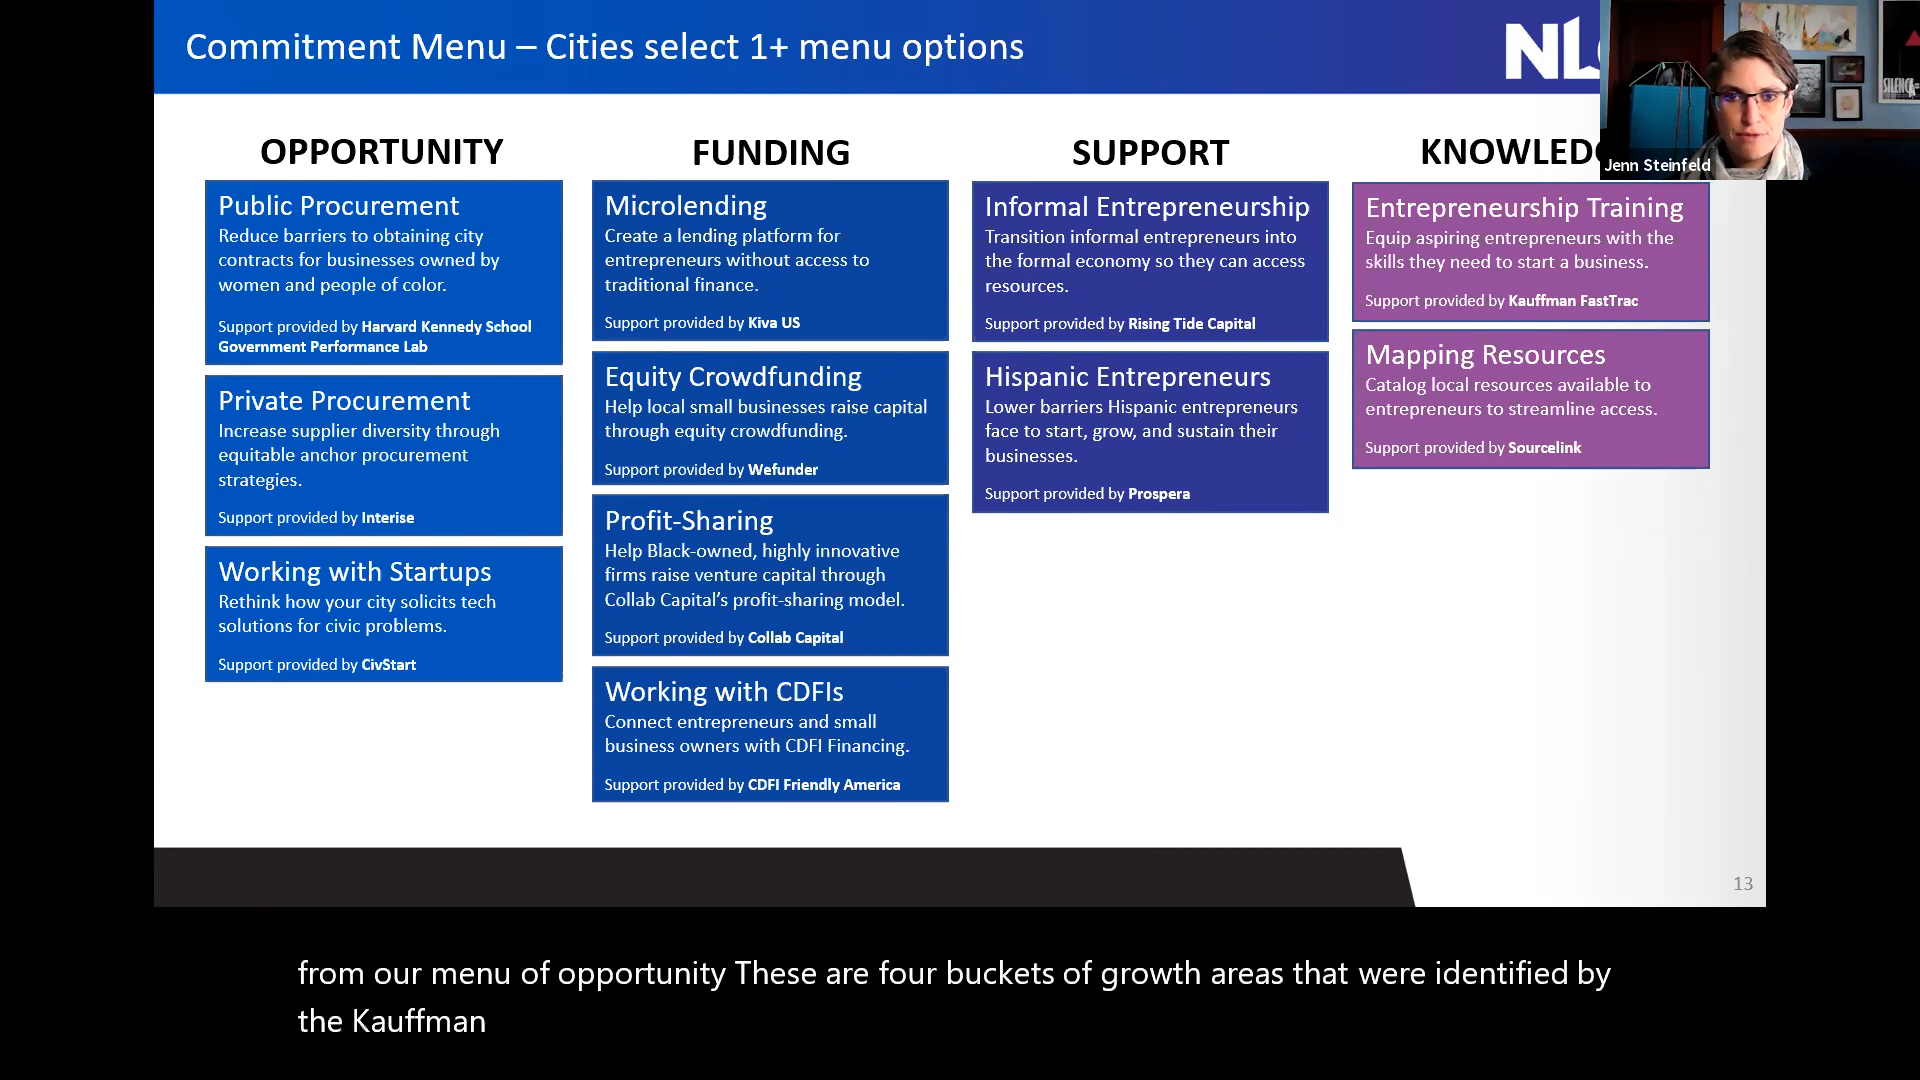 Commitment Menu – Cities select 1+ menu options
OPPORTUNITY
Public Procurement
Reduce barriers to obtaining city
contracts for businesses owned by
women and people of color.
Support provided by Harvard Kennedy School
Government Performance Lab
Private Procurement
Increase supplier diversity through
equitable anchor procurement
strategies.
Support provided by Interise
Working with Startups
Rethink how your city solicits tech
solutions for civic problems.
Support provided by CivStart
FUNDING
Microlending
Create a lending platform for
entrepreneurs without access to
traditional finance.
Support provided by Kiva US
Equity Crowdfunding
Help local small businesses raise capital
through equity crowdfunding.
Support provided by Wefunder
Profit-Sharing
Help Black-owned, highly innovative
firms raise venture capital through
Collab Capital’s profit-sharing model.
Support provided by Collab Capital
Working with CDFIs
Connect entrepreneurs and small
business owners with CDFI Financing.
Support provided by CDFI Friendly America
SUPPORT
Informal Entrepreneurship
Transition informal entrepreneurs into
the formal economy so they can access
resources.
Support provided by Rising Tide Capital
Hispanic Entrepreneurs
Lower barriers Hispanic entrepreneurs
face to start, grow, and sustain their
businesses.
Support provided by Prospera
KNOWLED
Entrepreneurship Training
Equip aspiring entrepreneurs with the
skills they need to start a business.
Support provided by Kauffman FastTrac
Mapping Resources
Catalog local resources available to
entrepreneurs to streamline access.
Support provided by Sourcelink
NL
Jenn Steinfeld
13
from our menu of opportunity These are four buckets of growth areas that were identified by
the Kauffman